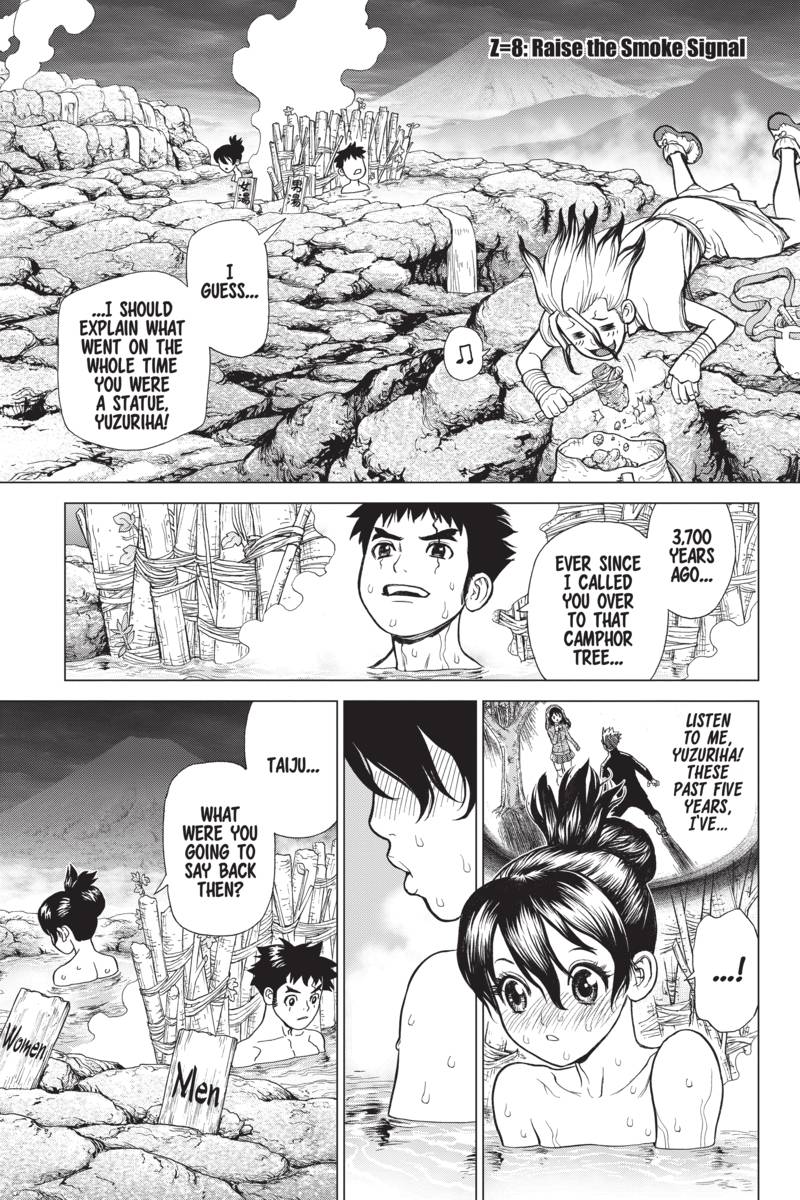 Z=8: Raise the Smoke Signal
女湯
男湯
I
GUESS...
...I SHOULD
EXPLAIN WHAT
WENT ON THE
WHOLE TIME
YOU WERE
A STATUE,
YUZURIHA!
♫
3,700
YEARS
AGO...
EVER SINCE
I CALLED
YOU OVER
TO THAT
CAMPHOR
TREE...
LISTEN
TO ME,
YUZURIHA!
THESE
PAST FIVE
YEARS,
I'VE...
...!
TAIJU...
WHAT
WERE YOU
GOING TO
SAY BACK
THEN?
Women
Men